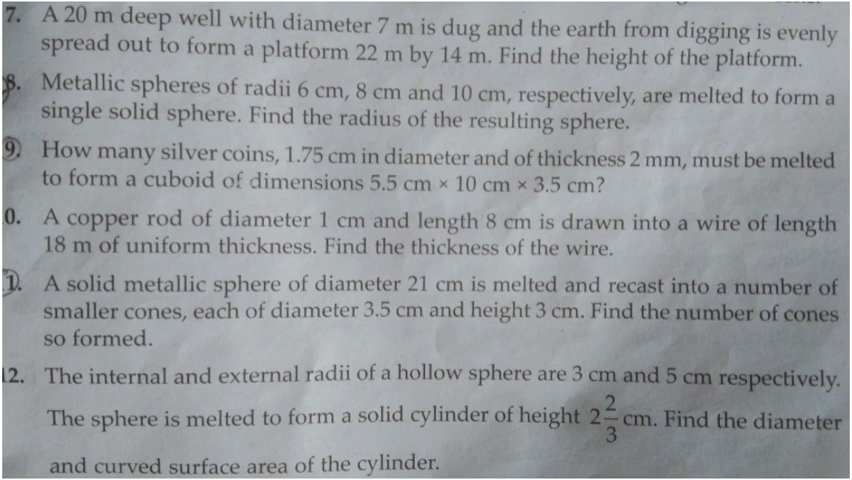 7. A 20 m deep well with diameter 7 m is dug and the earth from digging is evenly
spread out to form a platform 22 m by 14 m. Find the height of the platform.
8. Metallic spheres of radii 6 cm, 8 cm and 10 cm, respectively, are melted to form a
single solid sphere. Find the radius of the resulting sphere.
9. How many silver coins, 1.75 cm in diameter and of thickness 2 mm, must be melted
to form a cuboid of dimensions 5.5 cm × 10 cm × 3.5 cm?
0. A copper rod of diameter 1 cm and length 8 cm is drawn into a wire of length
18 m of uniform thickness. Find the thickness of the wire.
1. A solid metallic sphere of diameter 21 cm is melted and recast into a number of
smaller cones, each of diameter 3.5 cm and height 3 cm. Find the number of cones
so formed.
12. The internal and external radii of a hollow sphere are 3 cm and 5 cm respectively.
The sphere is melted to form a solid cylinder of height 2 2/3 cm. Find the diameter
and curved surface area of the cylinder.